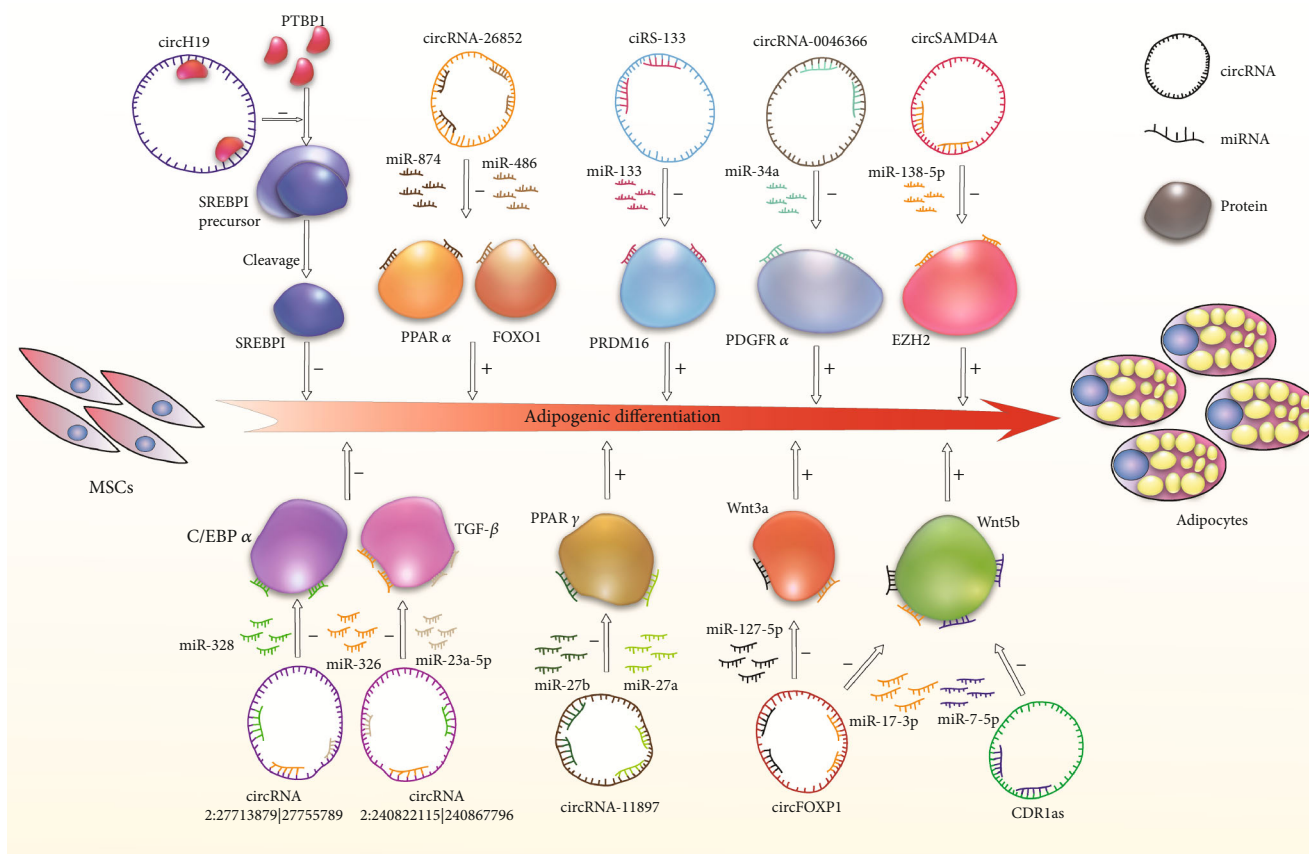 PTBP1
circH19
circRNA-26852
ciRS-133
circRNA-0046366
circSAMD4A
circRNA
miRNA
Protein
miR-874
miR-486
miR-133
miR-34a
miR-138-5p
SREBPI
precursor
Cleavage
SREBPI
PPAR α
FOXO1
PRDM16
PDGFR α
EZH2
−
−
−
−
−
−
+
+
+
+
Adipogenic differentiation
MSCs
Adipocytes
−
+
+
+
C/EBP α
TGF-β
PPAR γ
Wnt3a
Wnt5b
miR-328
miR-326
miR-23a-5p
miR-27b
miR-27a
miR-127-5p
miR-17-3p
miR-7-5p
−
−
−
−
−
−
circRNA
2:27713879|27755789
circRNA
2:240822115|240867796
circRNA-11897
circFOXP1
CDR1as